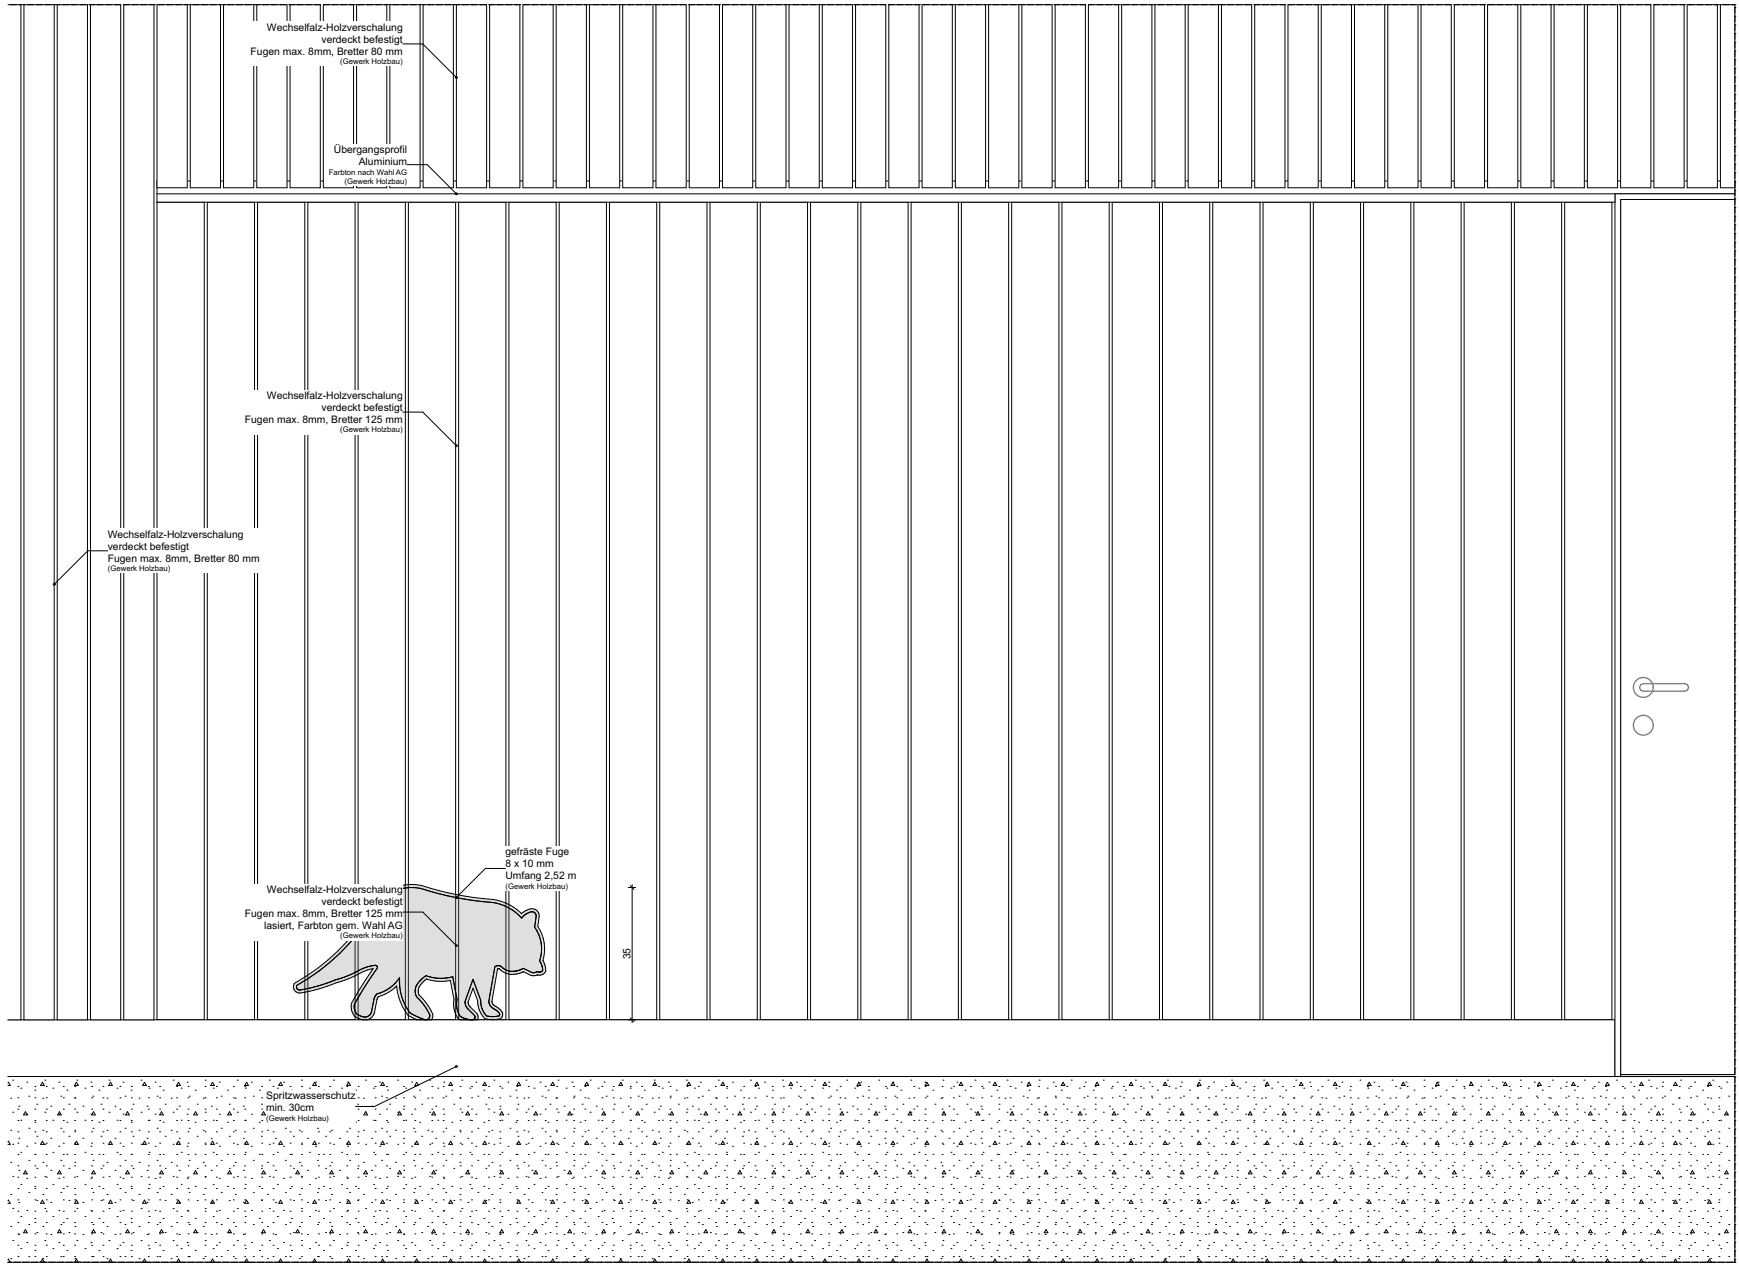 Wechselfalz-Holzverschalung
verdeckt befestigt
Fugen max. 8mm, Bretter 80 mm
(Gewerk Holzbau)
Übergangsprofil
Aluminium
Farbton nach Wahl AG
(Gewerk Holzbau)
Wechselfalz-Holzverschalung
verdeckt befestigt
Fugen max. 8mm, Bretter 125 mm
(Gewerk Holzbau)
Wechselfalz-Holzverschalung
verdeckt befestigt
Fugen max. 8mm, Bretter 80 mm
(Gewerk Holzbau)
gefräste Fuge
8 x 10 mm
Umfang 2,52 m
(Gewerk Holzbau)
Wechselfalz-Holzverschalung
verdeckt befestigt
Fugen max. 8mm, Bretter 125 mm
lasiert, Farbton gem. Wahl AG
(Gewerk Holzbau)
35
Spritzwasserschutz
min. 30cm
(Gewerk Holzbau)